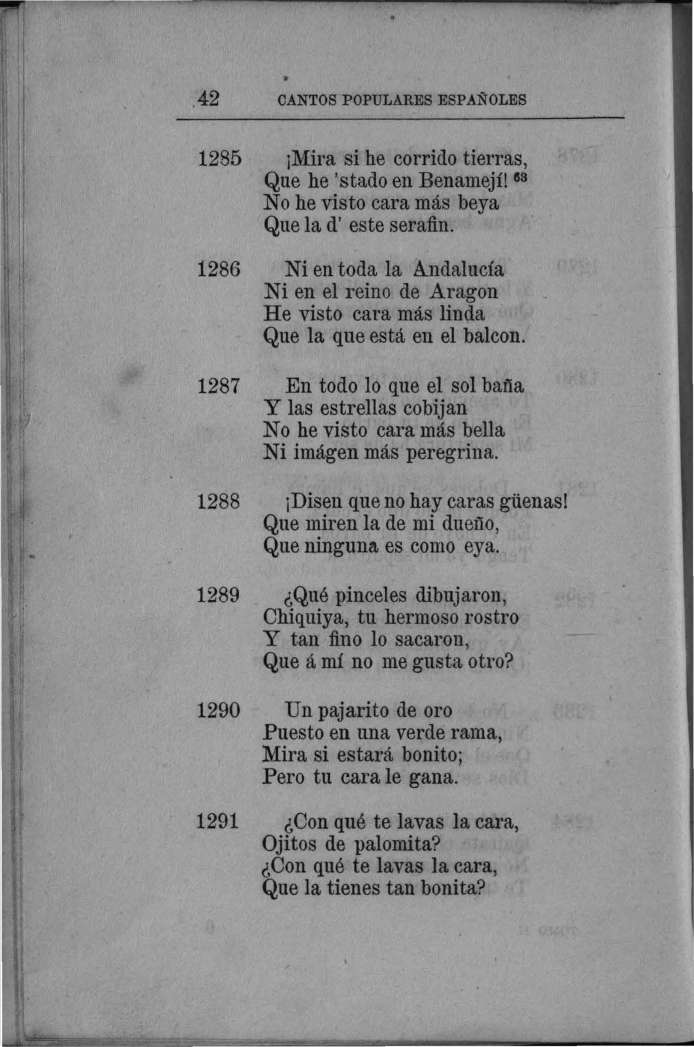 42 CANTOS POPULARES ESPAÑOLES
1285 ¡Mira si he corrido tierras,
Que he 'stado en Benamejí! 63
No he visto cara más beya
Que la d' este serafin.
1286 Ni en toda la Andalucía
Ni en el reino de Aragon
He visto cara más linda
Que la que está en el balcon.
1287 En todo lo que el sol baña
Y las estrellas cobijan
No he visto cara más bella
Ni imágen más peregrina.
1288 ¡Disen que no hay caras güenas!
Que miren la de mi dueño,
Que ninguna es como eya.
1289 ¿Qué pinceles dibujaron,
Chiquiya, tu hermoso rostro
Y tan fino lo sacaron,
Que á mí no me gusta otro?
1290 Un pajarito de oro
Puesto en una verde rama,
Mira si estará bonito;
Pero tu cara le gana.
1291 ¿Con qué te lavas la cara,
Ojitos de palomita?
¿Con qué te lavas la cara,
Que la tienes tan bonita?